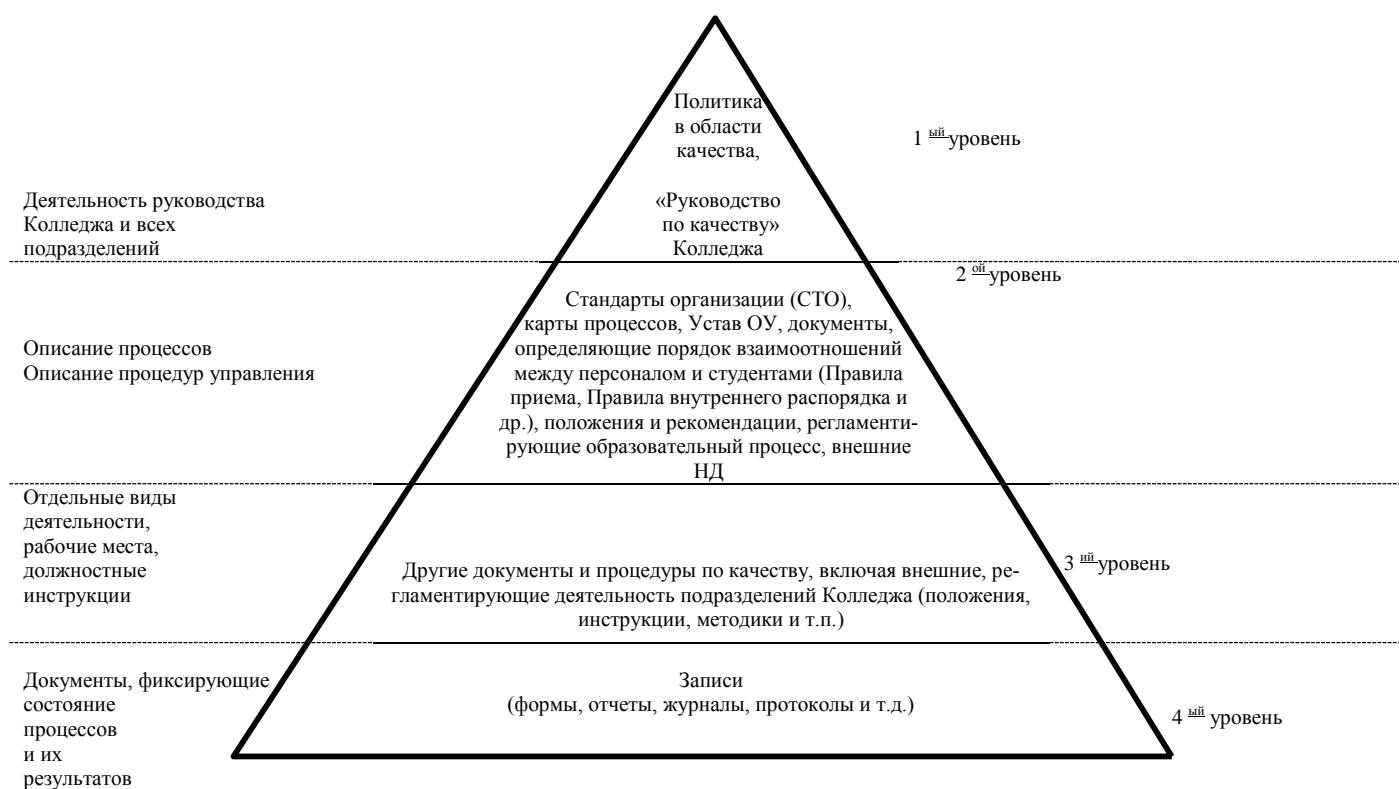 Политика
в области
качества,
1 ый уровень
Деятельность руководства
Колледжа и всех
подразделений
«Руководство
по качеству»
Колледжа
2 ой уровень
Стандарты организации (СТО),
карты процессов, Устав ОУ, документы,
определяющие порядок взаимоотношений
между персоналом и студентами (Правила
приема, Правила внутреннего распорядка и
др.), положения и рекомендации, регламенти-
рующие образовательный процесс, внешние
НД
Описание процессов
Описание процедур управления
Отдельные виды
деятельности,
рабочие места,
должностные
инструкции
Другие документы и процедуры по качеству, включая внешние, ре-
гламентирующие деятельность подразделений Колледжа (положения,
инструкции, методики и т.п.)
3 ий уровень
Документы, фиксирующие
состояние
процессов
и их
результатов
Записи
(формы, отчеты, журналы, протоколы и т.д.)
4 ый уровень